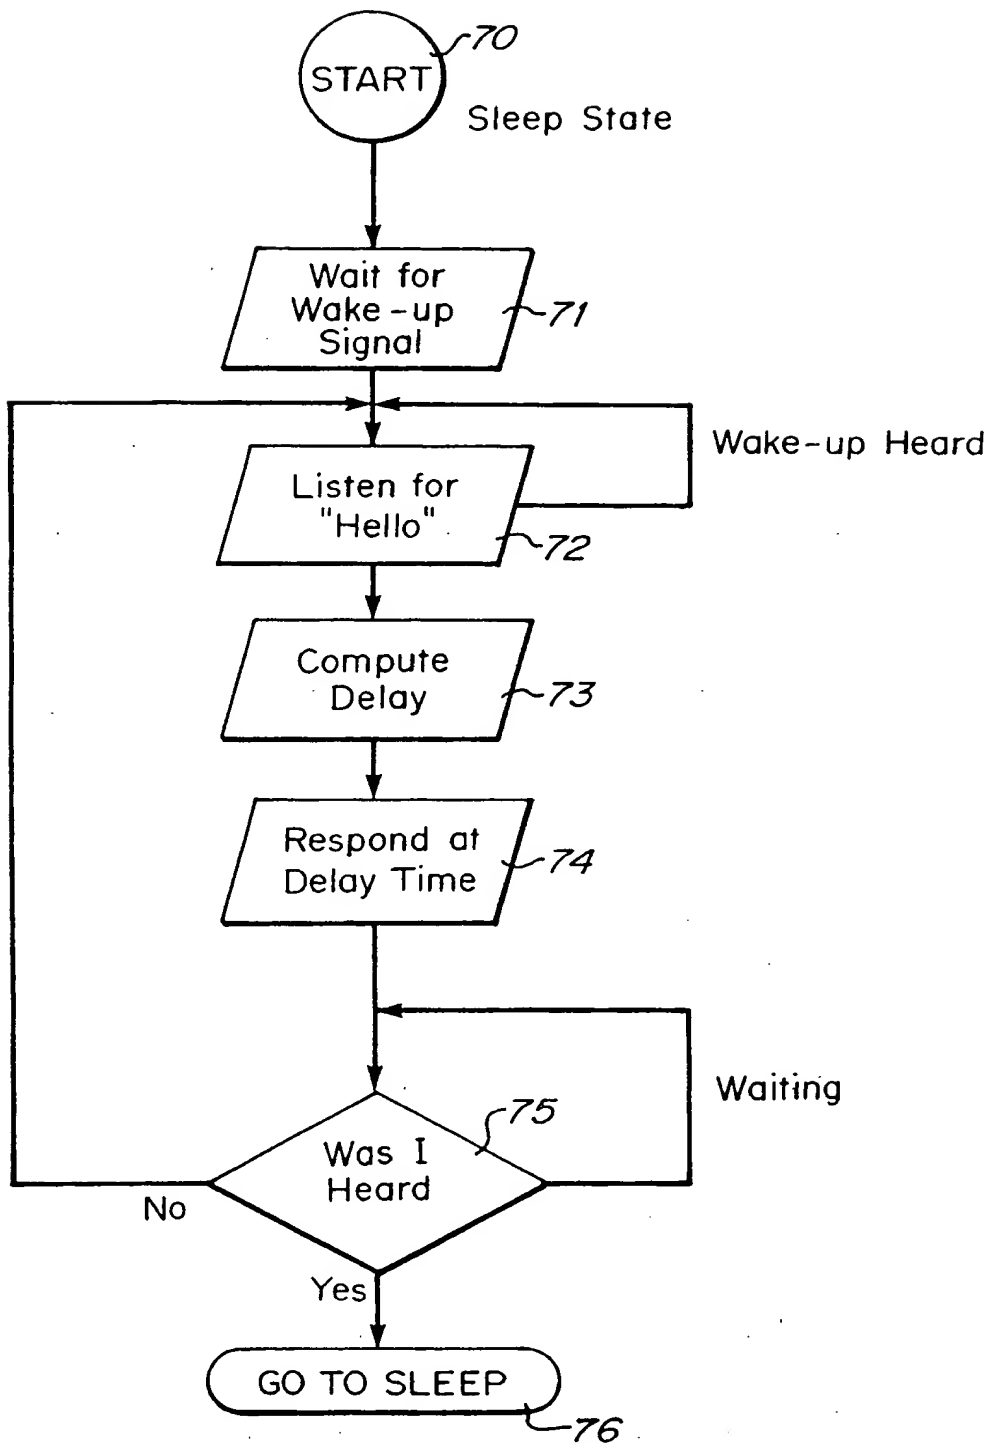 START
70
Sleep State
Wait for
Wake-up
Signal
71
Wake-up Heard
Listen for
"Hello"
72
Compute
Delay
73
Respond at
Delay Time
74
Waiting
75
Was I
Heard
No
Yes
GO TO SLEEP
76